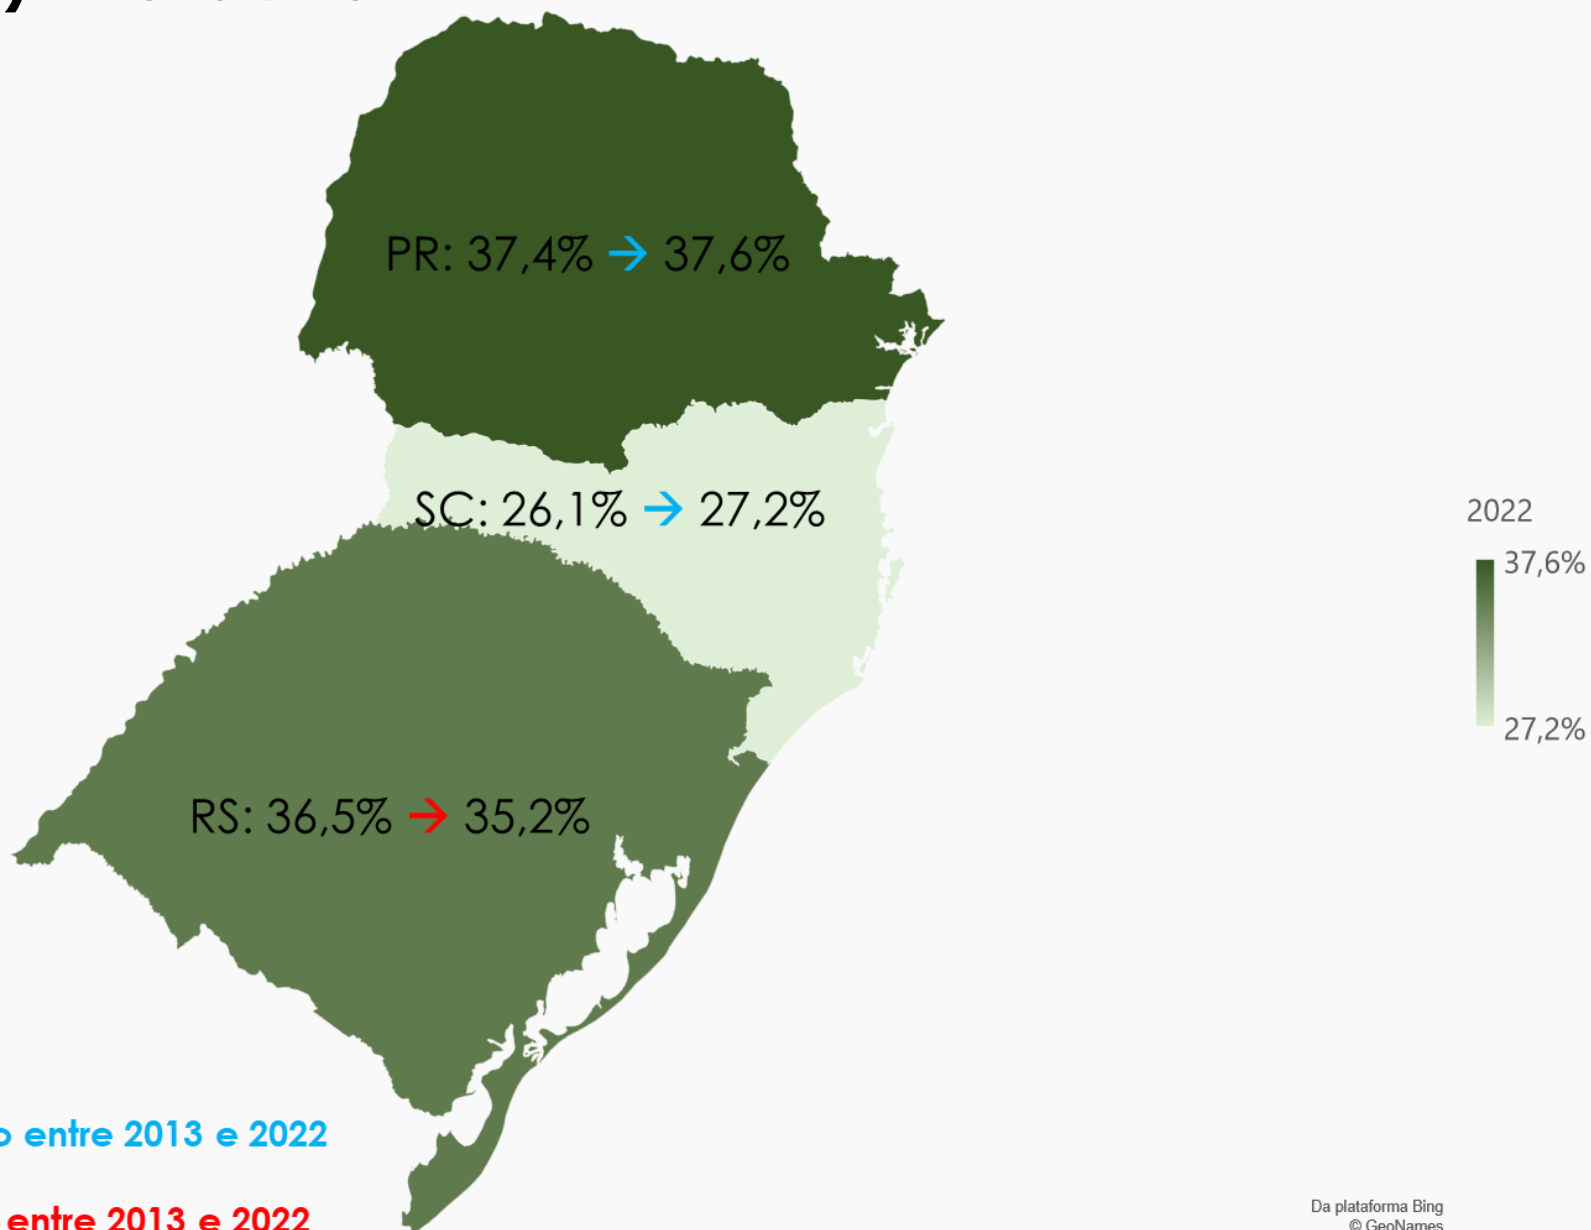 PR: 37,4% → 37,6%
SC: 26,1% → 27,2%
2022
37,6%
27,2%
RS: 36,5% → 35,2%
entre 2013 e 2022
entre 2013 e 2022
Da plataforma Bing
© GeoNames